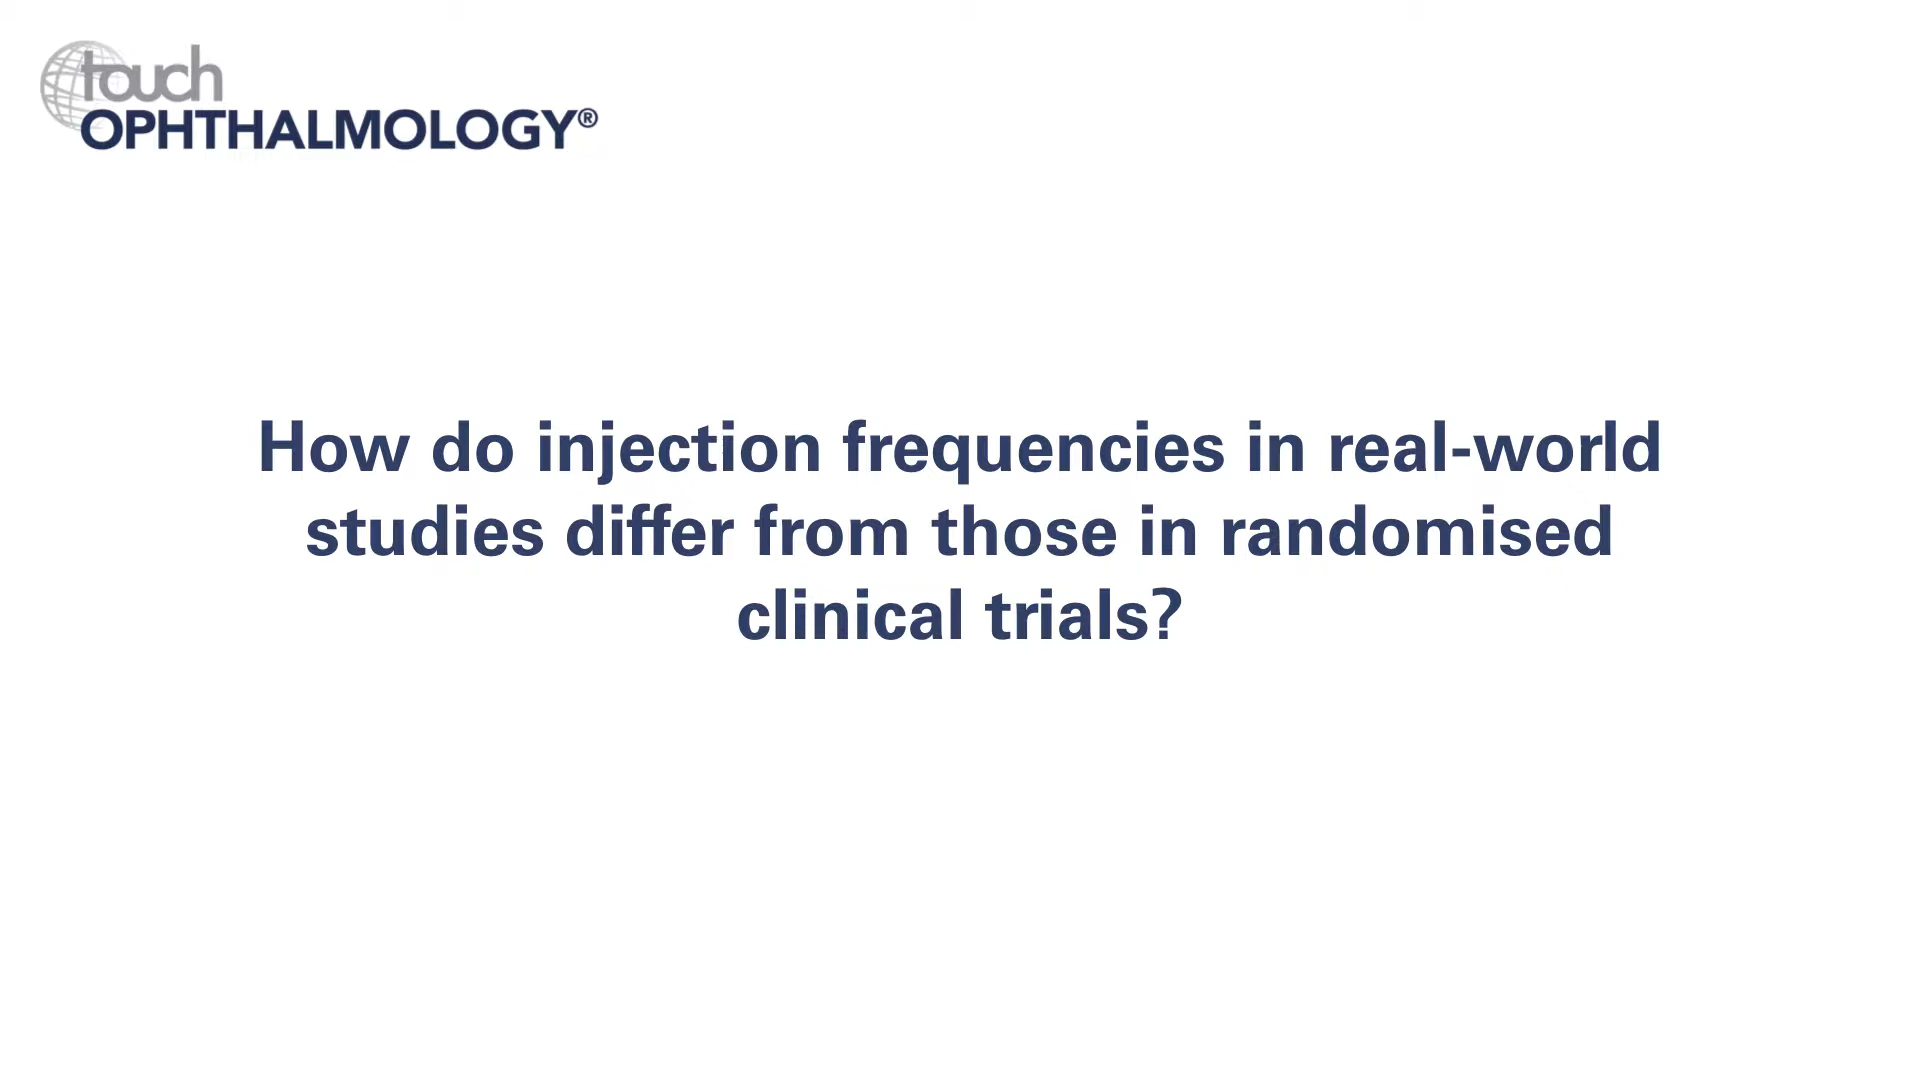 touch
OPHTHALMOLOGY®
How do injection frequencies in real-world
studies differ from those in randomised
clinical trials?